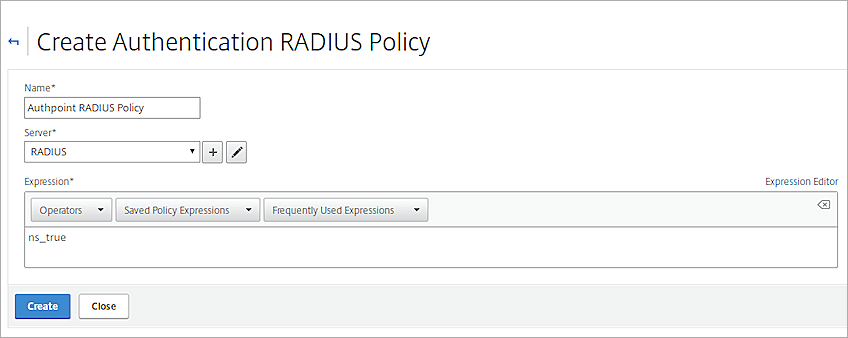 Create Authentication RADIUS Policy
Name*
Authpoint RADIUS Policy
Server*
RADIUS
Expression*
Expression Editor
Operators
Saved Policy Expressions
Frequently Used Expressions
ns_true
Create
Close